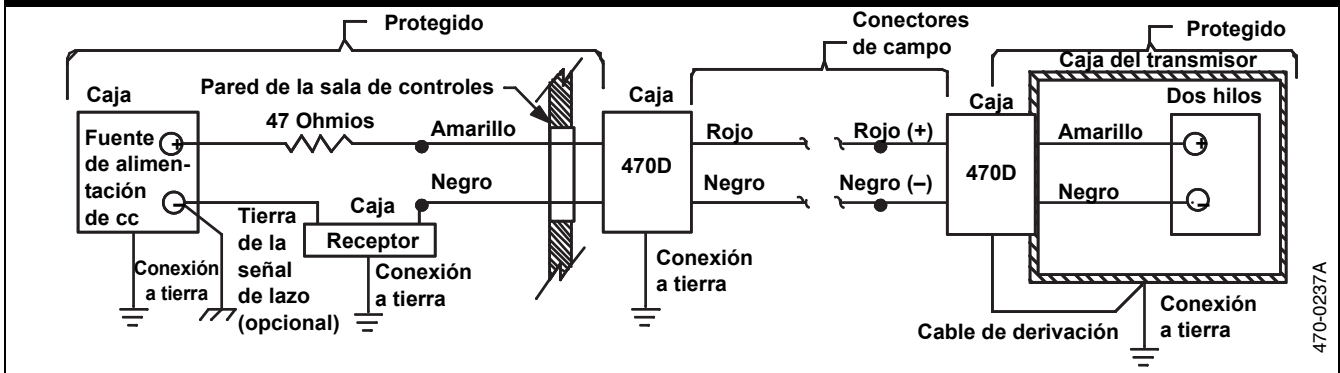 Protegido
Conectores
de campo
Protegido
Caja del transmisor
Caja
Pared de la sala de controles
Caja
Caja
Dos hilos
Fuente
de alimen-
tación
de cc
+
−
47 Ohmios
Amarillo
Negro
470D
Rojo
Negro
Rojo (+)
Negro (–)
470D
Amarillo
Negro
+
−
Tierra
de la
señal
de lazo
(opcional)
Caja
Receptor
Conexión
a tierra
Conexión
a tierra
Conexión
a tierra
Cable de derivación
Conexión
a tierra
470-0237A